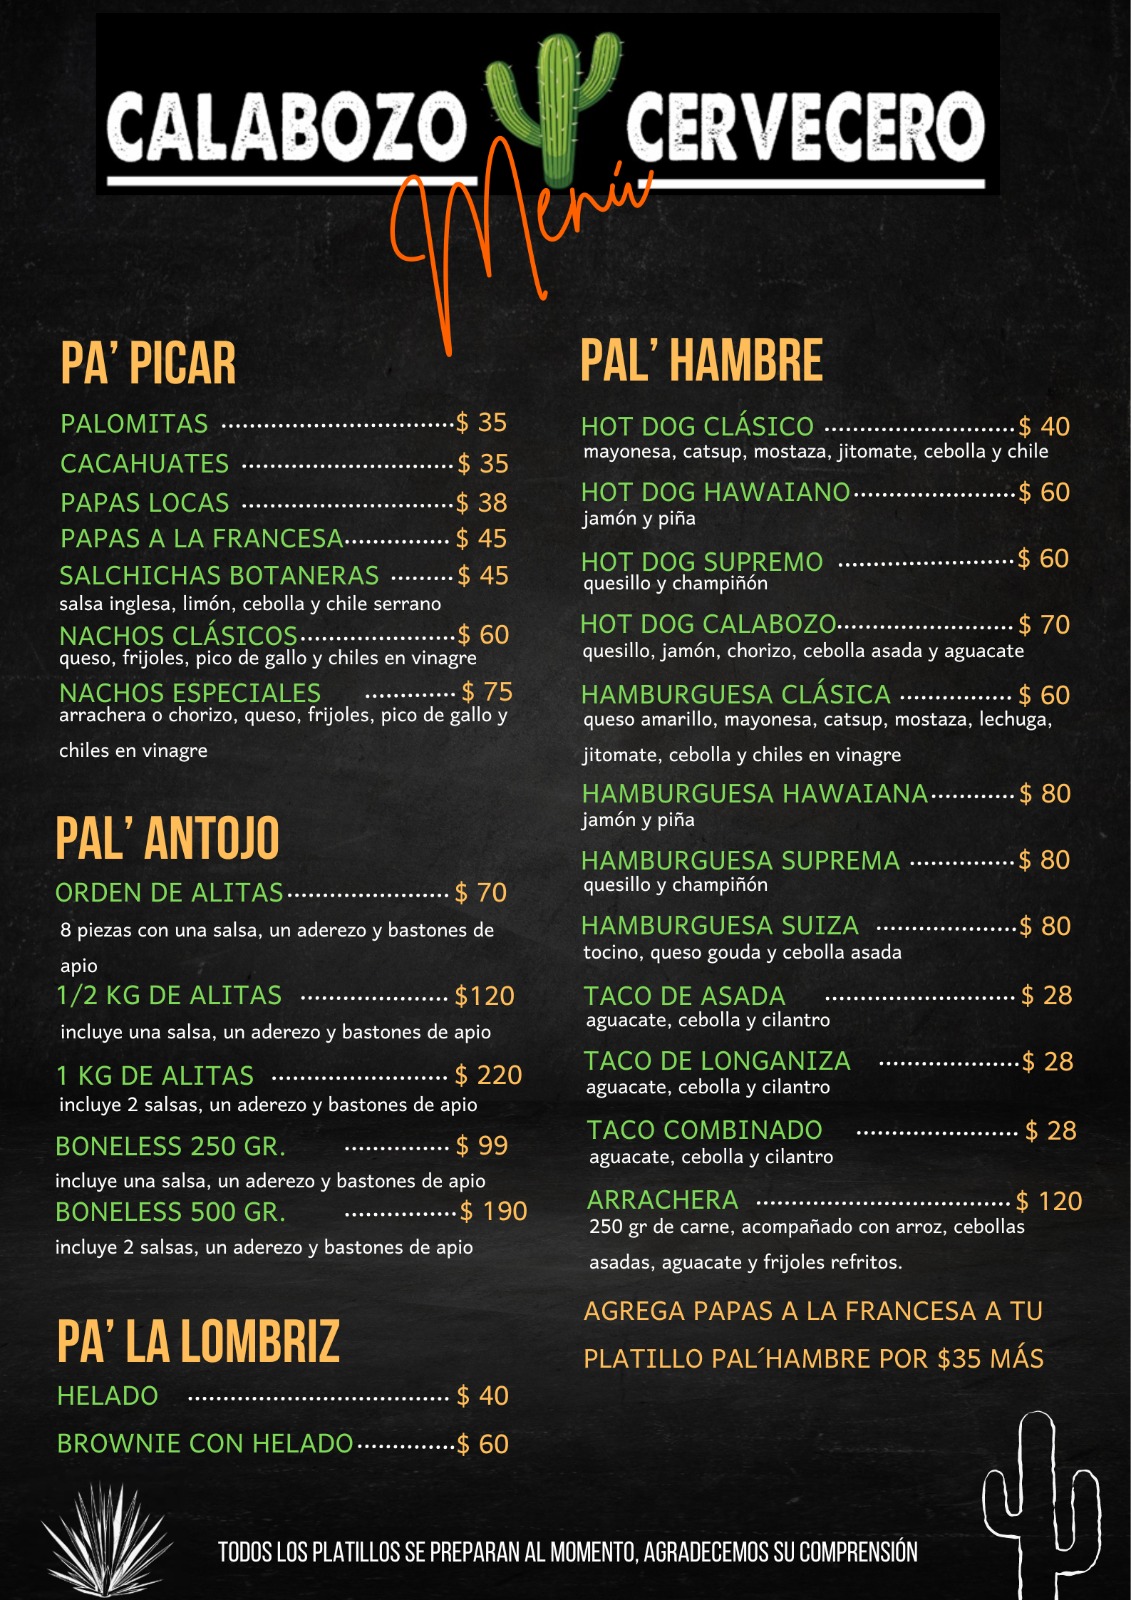 CALABOZO CERVECERO
Menú
PA' PICAR
PALOMITAS ................................ $ 35
CACAHUATES ............................. $ 35
PAPAS LOCAS ............................. $ 38
PAPAS A LA FRANCESA............... $ 45
SALCHICHAS BOTANERAS ......... $ 45
salsa inglesa, limón, cebolla y chile serrano
NACHOS CLÁSICOS...................... $ 60
queso, frijoles, pico de gallo y chiles en vinagre
NACHOS ESPECIALES ............. $ 75
arrachera o chorizo, queso, frijoles, pico de gallo y
chiles en vinagre
PAL' ANTOJO
ORDEN DE ALITAS....................... $ 70
8 piezas con una salsa, un aderezo y bastones de
apio
1/2 KG DE ALITAS ..................... $120
incluye una salsa, un aderezo y bastones de apio
1 KG DE ALITAS ......................... $ 220
incluye 2 salsas, un aderezo y bastones de apio
BONELESS 250 GR. ............... $ 99
incluye una salsa, un aderezo y bastones de apio
BONELESS 500 GR. ................ $ 190
incluye 2 salsas, un aderezo y bastones de apio
PA' LA LOMBRIZ
HELADO ..................................... $ 40
BROWNIE CON HELADO.............. $ 60
PAL' HAMBRE
HOT DOG CLÁSICO ........................... $ 40
mayonesa, catsup, mostaza, jitomate, cebolla y chile
HOT DOG HAWAIANO....................... $ 60
jamón y piña
HOT DOG SUPREMO ......................... $ 60
quesillo y champiñón
HOT DOG CALABOZO......................... $ 70
quesillo, jamón, chorizo, cebolla asada y aguacate
HAMBURGUESA CLÁSICA ................ $ 60
queso amarillo, mayonesa, catsup, mostaza, lechuga,
jitomate, cebolla y chiles en vinagre
HAMBURGUESA HAWAIANA............ $ 80
jamón y piña
HAMBURGUESA SUPREMA ............... $ 80
quesillo y champiñón
HAMBURGUESA SUIZA .................... $ 80
tocino, queso gouda y cebolla asada
TACO DE ASADA ........................... $ 28
aguacate, cebolla y cilantro
TACO DE LONGANIZA .................... $ 28
aguacate, cebolla y cilantro
TACO COMBINADO ....................... $ 28
aguacate, cebolla y cilantro
ARRACHERA .................................... $ 120
250 gr de carne, acompañado con arroz, cebollas
asadas, aguacate y frijoles refritos.
AGREGA PAPAS A LA FRANCESA A TU
PLATILLO PAL´HAMBRE POR $35 MÁS
TODOS LOS PLATILLOS SE PREPARAN AL MOMENTO, AGRADECEMOS SU COMPRENSIÓN